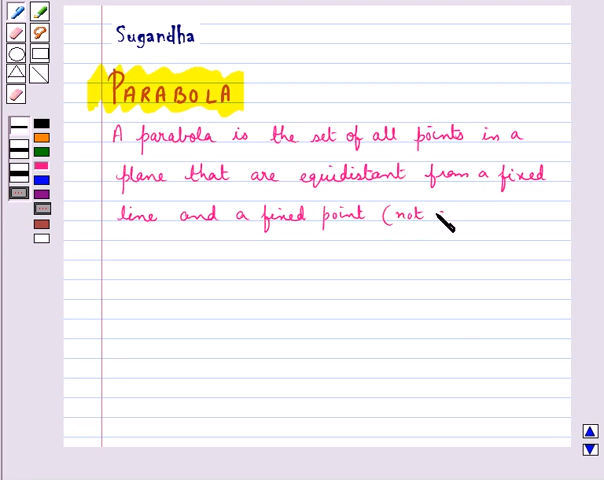 Sugandha
PARABOLA
A parabola is the set of all points in a
plane that are equidistant from a fixed
line and a fixed point (not